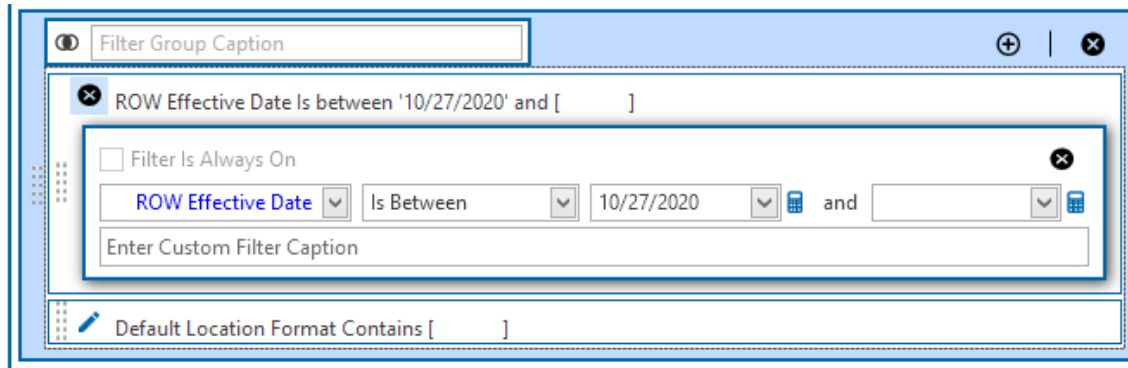 Filter Group Caption
ROW Effective Date Is between '10/27/2020' and [ ]
Filter Is Always On
ROW Effective Date Is Between 10/27/2020 and
Enter Custom Filter Caption
Default Location Format Contains [ ]